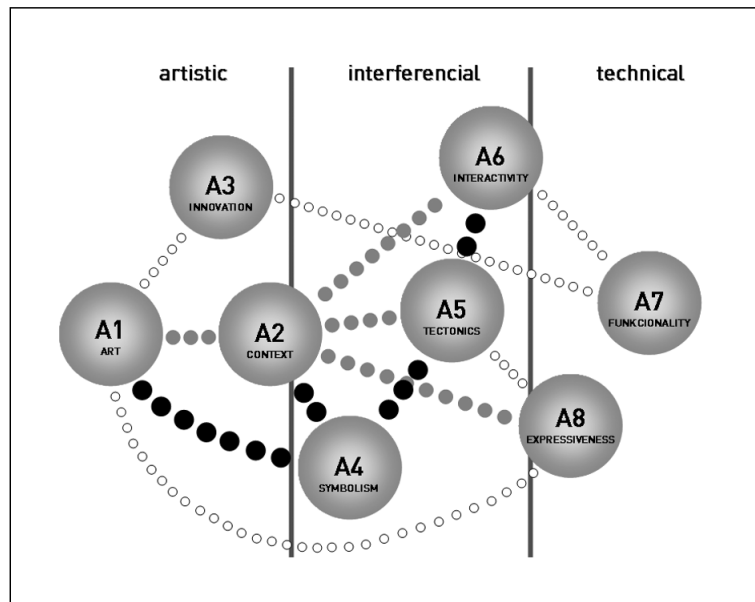 artistic
interferencial
technical
A6
INTERACTIVITY
A3
INNOVATION
A5
TECTONICS
A7
FUNKCIONALITY
A1
ART
A2
CONTEXT
A8
EXPRESSIVENESS
A4
SYMBOLISM